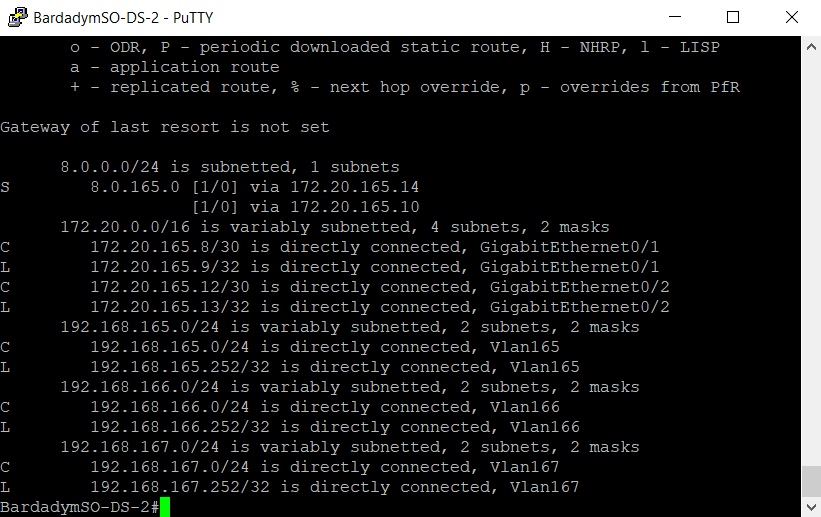 BardadymSO-DS-2 - PuTTY
o - ODR, P - periodic downloaded static route, H - NHRP, l - LISP
a - application route
+ - replicated route, % - next hop override, p - overrides from PfR
Gateway of last resort is not set
8.0.0.0/24 is subnetted, 1 subnets
S 8.0.165.0 [1/0] via 172.20.165.14
[1/0] via 172.20.165.10
172.20.0.0/16 is variably subnetted, 4 subnets, 2 masks
C 172.20.165.8/30 is directly connected, GigabitEthernet0/1
L 172.20.165.9/32 is directly connected, GigabitEthernet0/1
C 172.20.165.12/30 is directly connected, GigabitEthernet0/2
L 172.20.165.13/32 is directly connected, GigabitEthernet0/2
192.168.165.0/24 is variably subnetted, 2 subnets, 2 masks
C 192.168.165.0/24 is directly connected, Vlan165
L 192.168.165.252/32 is directly connected, Vlan165
192.168.166.0/24 is variably subnetted, 2 subnets, 2 masks
C 192.168.166.0/24 is directly connected, Vlan166
L 192.168.166.252/32 is directly connected, Vlan166
192.168.167.0/24 is variably subnetted, 2 subnets, 2 masks
C 192.168.167.0/24 is directly connected, Vlan167
L 192.168.167.252/32 is directly connected, Vlan167
BardadymSO-DS-2#